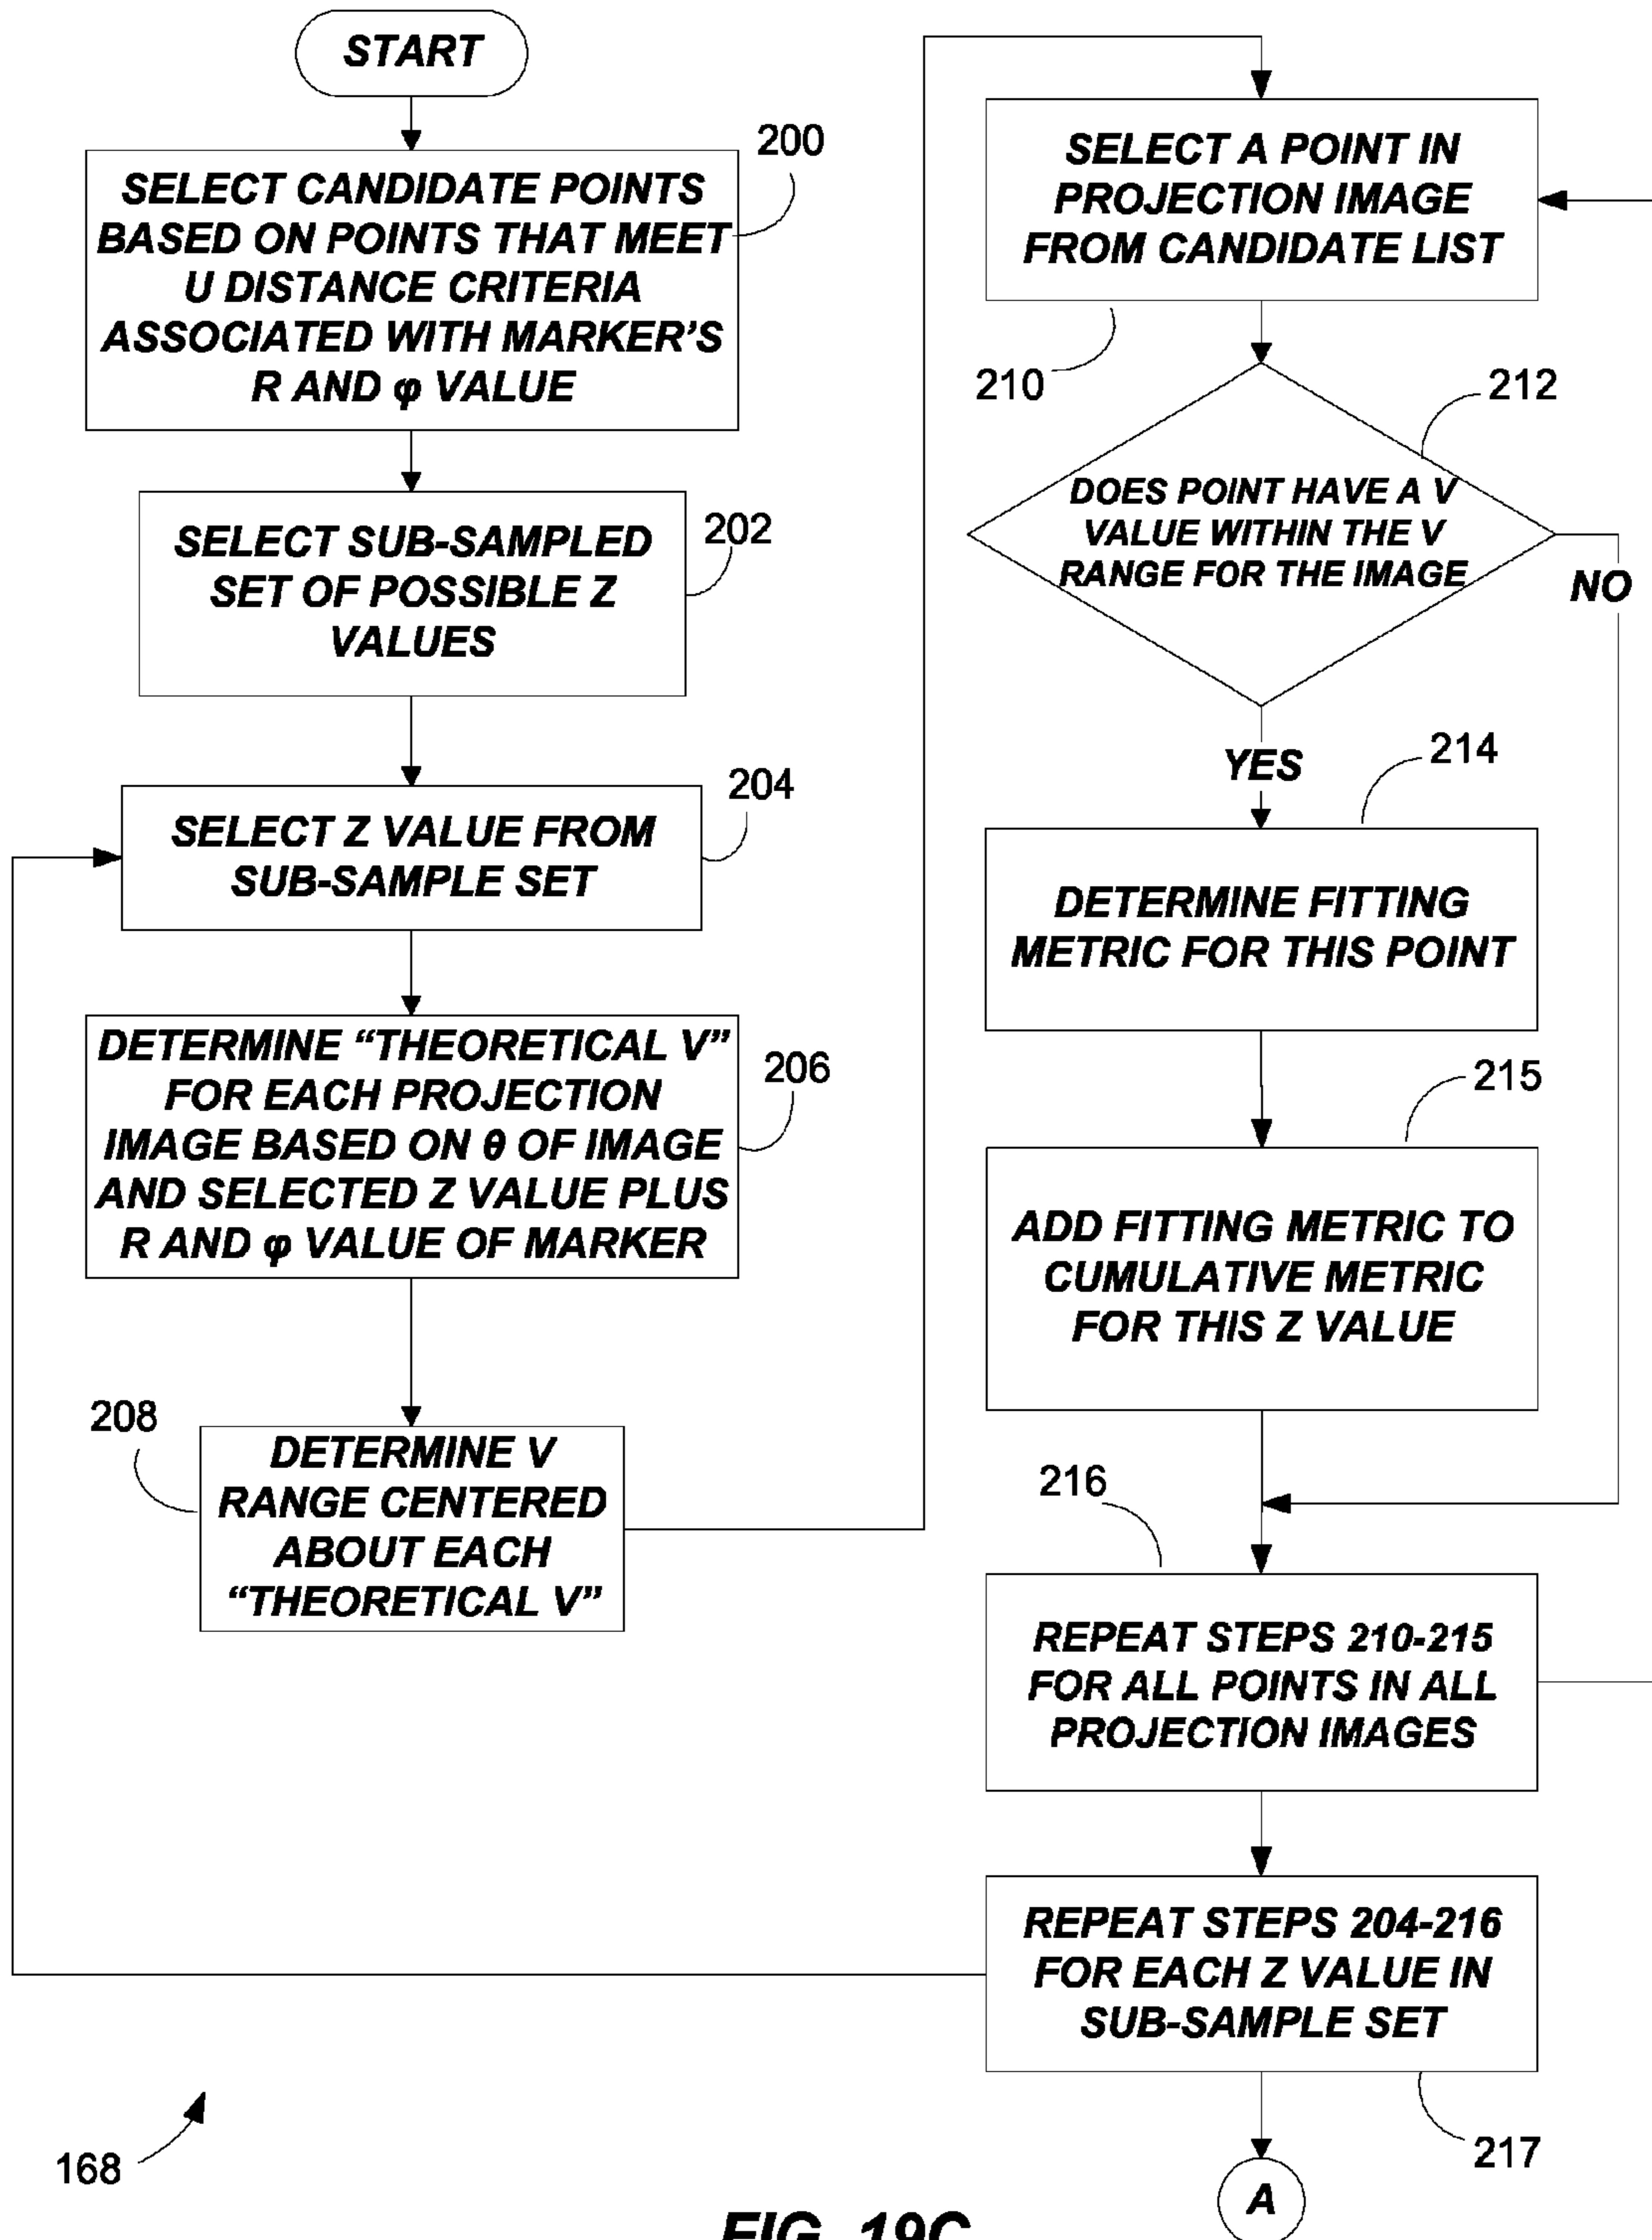 START
200
SELECT CANDIDATE POINTS
BASED ON POINTS THAT MEET
U DISTANCE CRITERIA
ASSOCIATED WITH MARKER’S
R AND φ VALUE
202
SELECT SUB-SAMPLED
SET OF POSSIBLE Z
VALUES
204
SELECT Z VALUE FROM
SUB-SAMPLE SET
206
DETERMINE “THEORETICAL V”
FOR EACH PROJECTION
IMAGE BASED ON θ OF IMAGE
AND SELECTED Z VALUE PLUS
R AND φ VALUE OF MARKER
208
DETERMINE V
RANGE CENTERED
ABOUT EACH
“THEORETICAL V”
SELECT A POINT IN
PROJECTION IMAGE
FROM CANDIDATE LIST
210
212
DOES POINT HAVE A V
VALUE WITHIN THE V
RANGE FOR THE IMAGE
NO
YES
214
DETERMINE FITTING
METRIC FOR THIS POINT
215
ADD FITTING METRIC TO
CUMULATIVE METRIC
FOR THIS Z VALUE
216
REPEAT STEPS 210-215
FOR ALL POINTS IN ALL
PROJECTION IMAGES
REPEAT STEPS 204-216
FOR EACH Z VALUE IN
SUB-SAMPLE SET
217
A
168
FIG. 19C